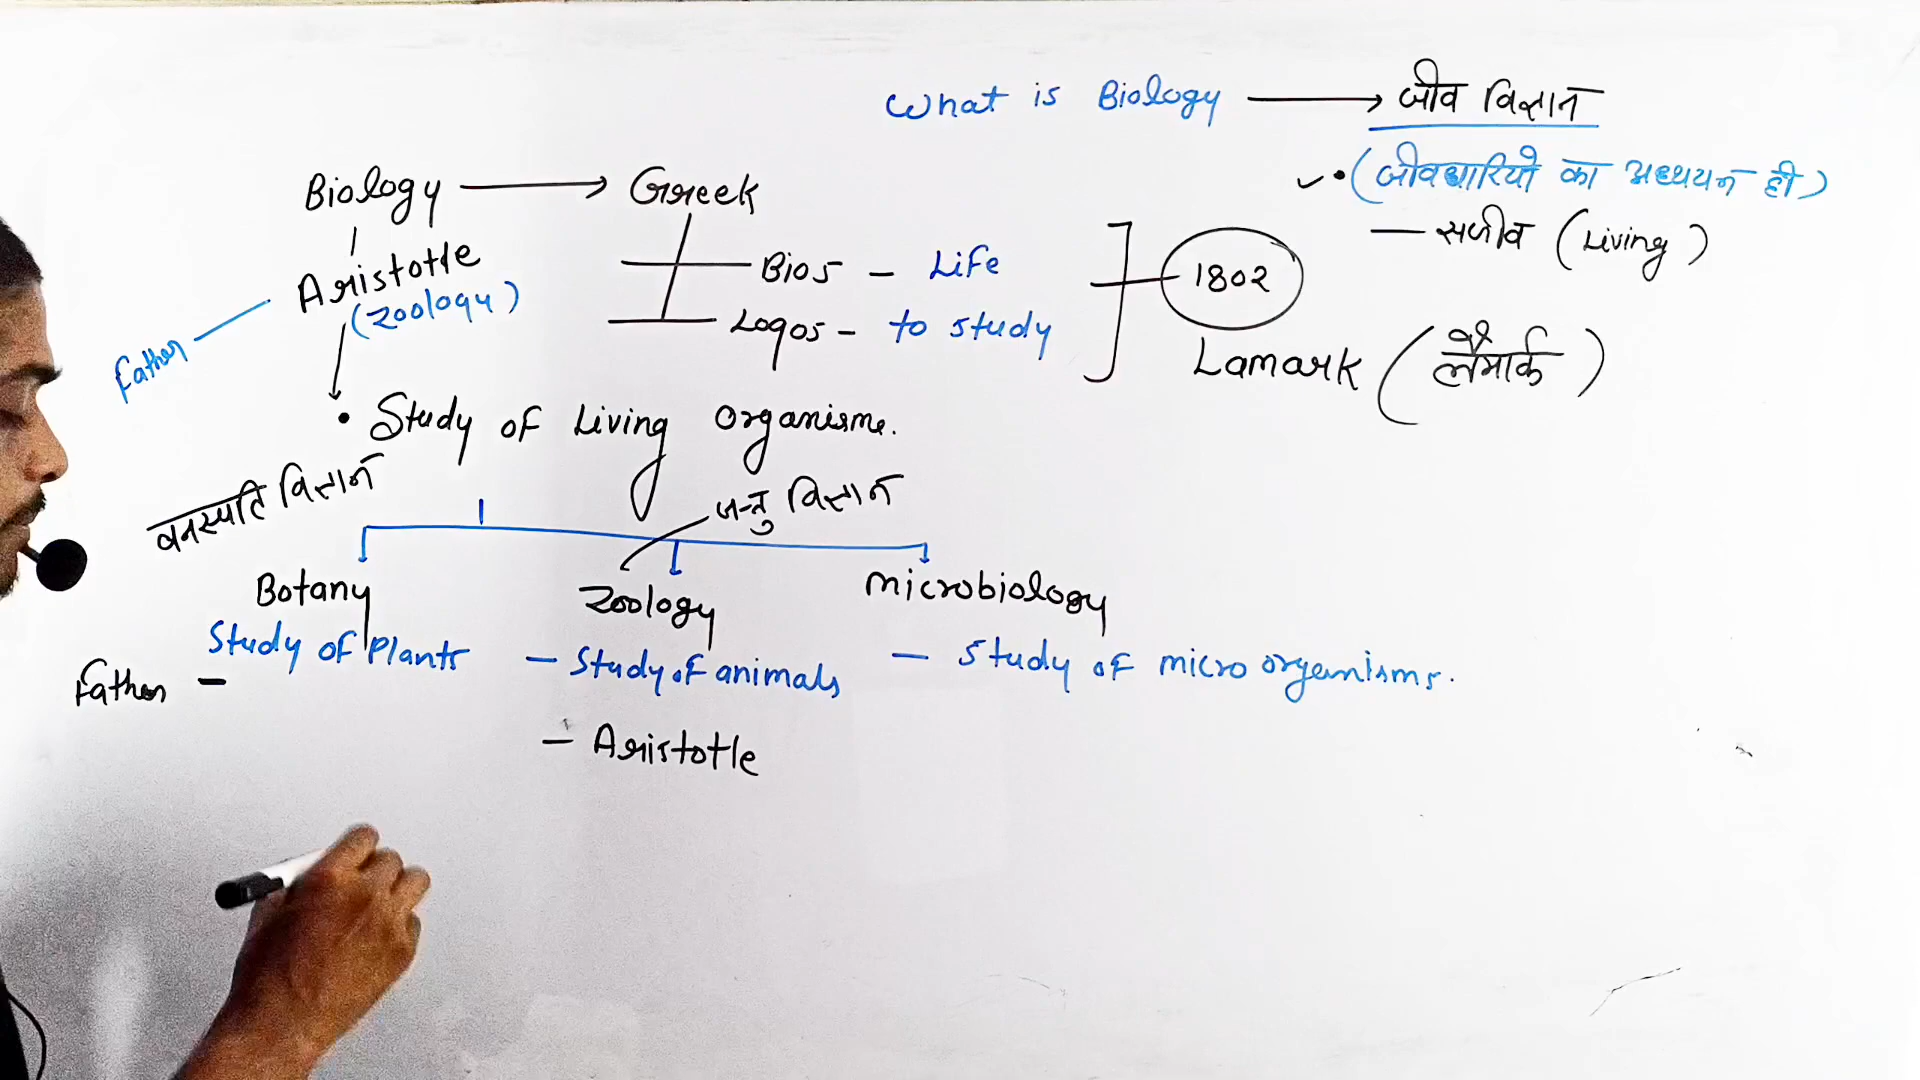 What is Biology → जीव विज्ञान
(जीवधारियो का अध्ययन ही)
— सजीव (Living)
Biology → Greek
Bios – Life
Logos – to study
1802
Lamark (लैमार्क)
Aristotle
(Zoology)
Father
• Study of Living Organisms.
वनस्पति विज्ञान
जन्तु विज्ञान
Botany Zoology microbiology
Study of Plants – Study of animals – Study of micro organisms.
Father –
– Aristotle